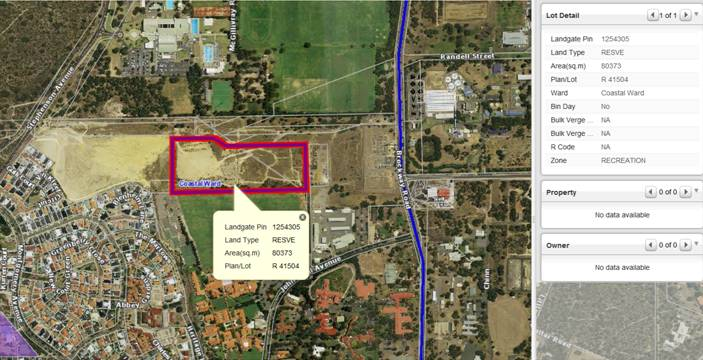 McGillivray R
Stephenson Avenue
Randell Street
Coastal Ward
Brockway Road
Landgate Pin 1254305
Land Type RESVE
Area(sq.m) 80373
Plan/Lot R 41504
Abbey G
Chinn
Lot Detail 1 of 1
Landgate Pin 1254305
Land Type RESVE
Area(sq.m) 80373
Plan/Lot R 41504
Ward Coastal Ward
Bin Day No
Bulk Verge ... NA
Bulk Verge ... NA
R Code NA
Zone RECREATION
Property 0 of 0
No data available
Owner 0 of 0
No data available